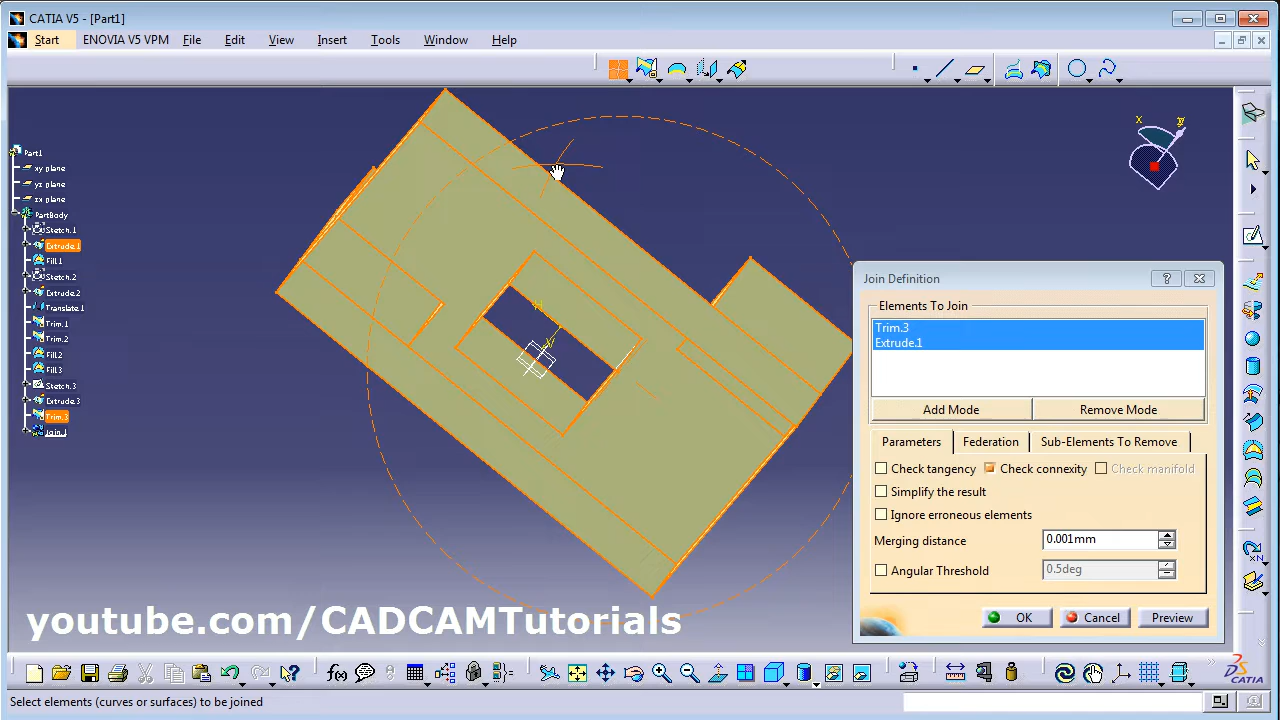 CATIA V5 - [Part1]
Start ENOVIA V5 VPM File Edit View Insert Tools Window Help
x y
Part1
xy plane
yz plane
zx plane
PartBody
Sketch.1
Extrude.1
Fill.1
Sketch.2
Extrude.2
Translate.1
Trim.1
Trim.2
Fill.2
Fill.3
Sketch.3
Extrude.3
Trim.3
Join.1
H
V
Join Definition
Elements To Join
Trim.3
Extrude.1
Add Mode Remove Mode
Parameters Federation Sub-Elements To Remove
Check tangency Check connexity Check manifold
Simplify the result
Ignore erroneous elements
Merging distance 0.001mm
Angular Threshold 0.5deg
OK Cancel Preview
youtube.com/CADCAMTutorials
f(x)
CATIA
Select elements (curves or surfaces) to be joined